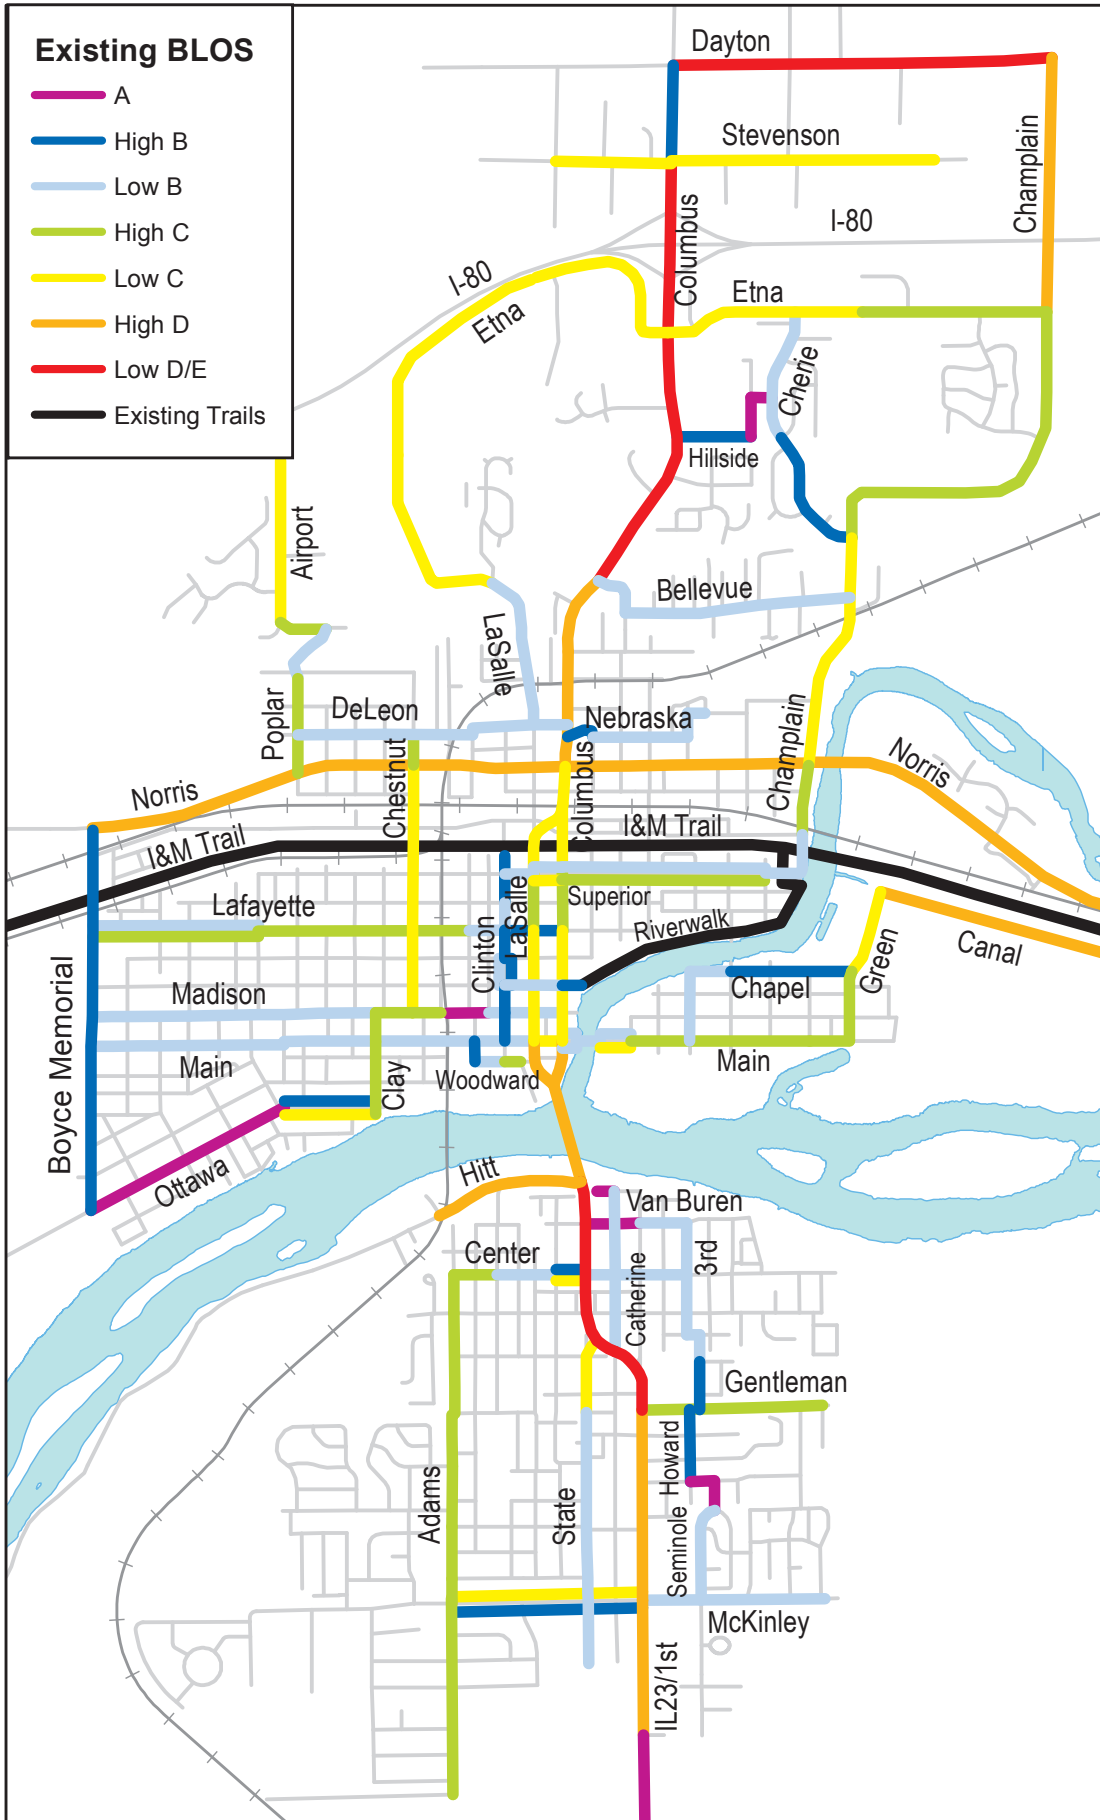 Existing BLOS
A
High B
Low B
High C
Low C
High D
Low D/E
Existing Trails
Dayton
Stevenson
Champlain
Columbus
I-80
I-80
Etna
Etna
Cherie
Hillside
Airport
Bellevue
LaSalle
Poplar
DeLeon
Nebraska
Chestnut
Columbus
Champlain
Norris
Norris
I&M Trail
I&M Trail
Lafayette
LaSalle
Superior
Riverwalk
Clinton
Canal
Green
Chapel
Madison
Boyce Memorial
Main
Main
Clay
Woodward
Ottawa
Hitt
Van Buren
Center
Catherine
3rd
Gentleman
Howard
Adams
State
Seminole
McKinley
IL23/1st